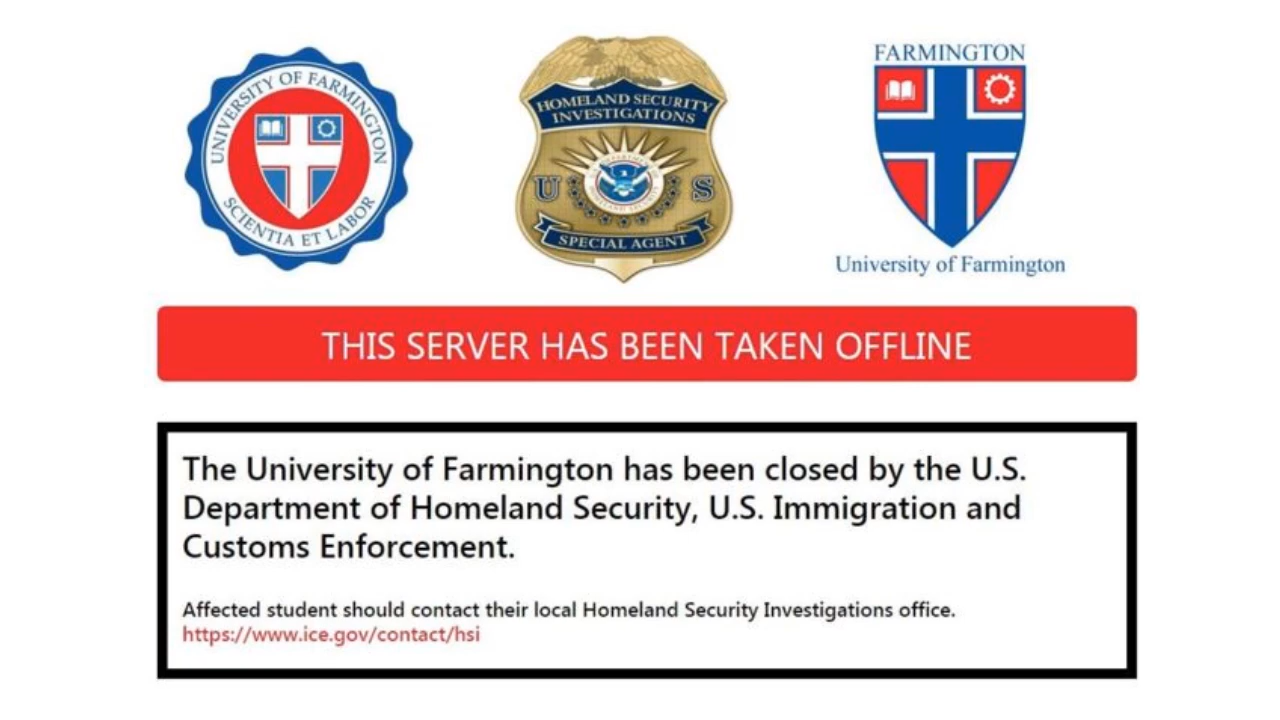 UNIVERSITY OF FARMINGTON
SCIENTIA ET LABOR
HOMELAND SECURITY
INVESTIGATIONS
U S
SPECIAL AGENT
FARMINGTON
University of Farmington
THIS SERVER HAS BEEN TAKEN OFFLINE
The University of Farmington has been closed by the U.S.
Department of Homeland Security, U.S. Immigration and
Customs Enforcement.
Affected student should contact their local Homeland Security Investigations office.
https://www.ice.gov/contact/hsi